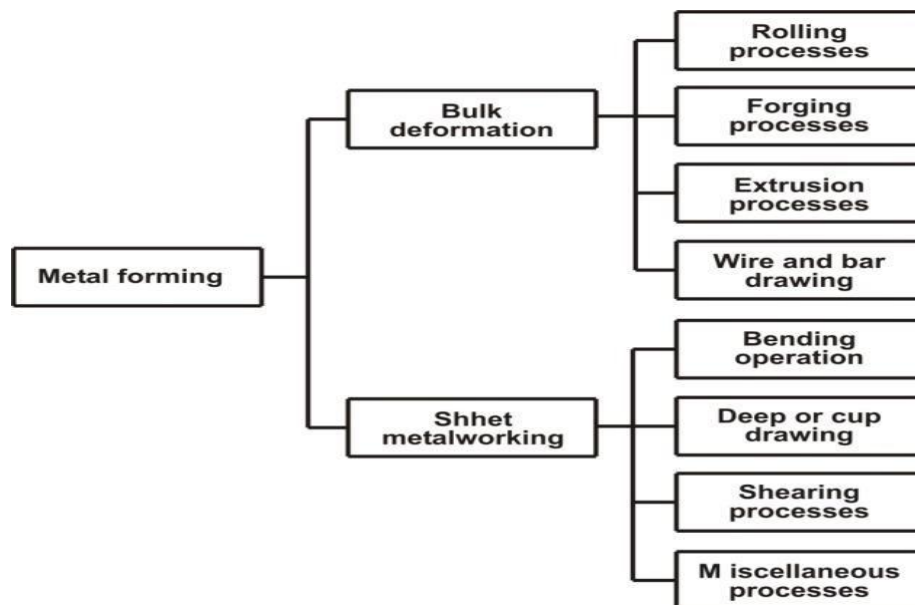 Metal forming
Bulk
deformation
Rolling
processes
Forging
processes
Extrusion
processes
Wire and bar
drawing
Shhet
metalworking
Bending
operation
Deep or cup
drawing
Shearing
processes
M iscellaneous
processes